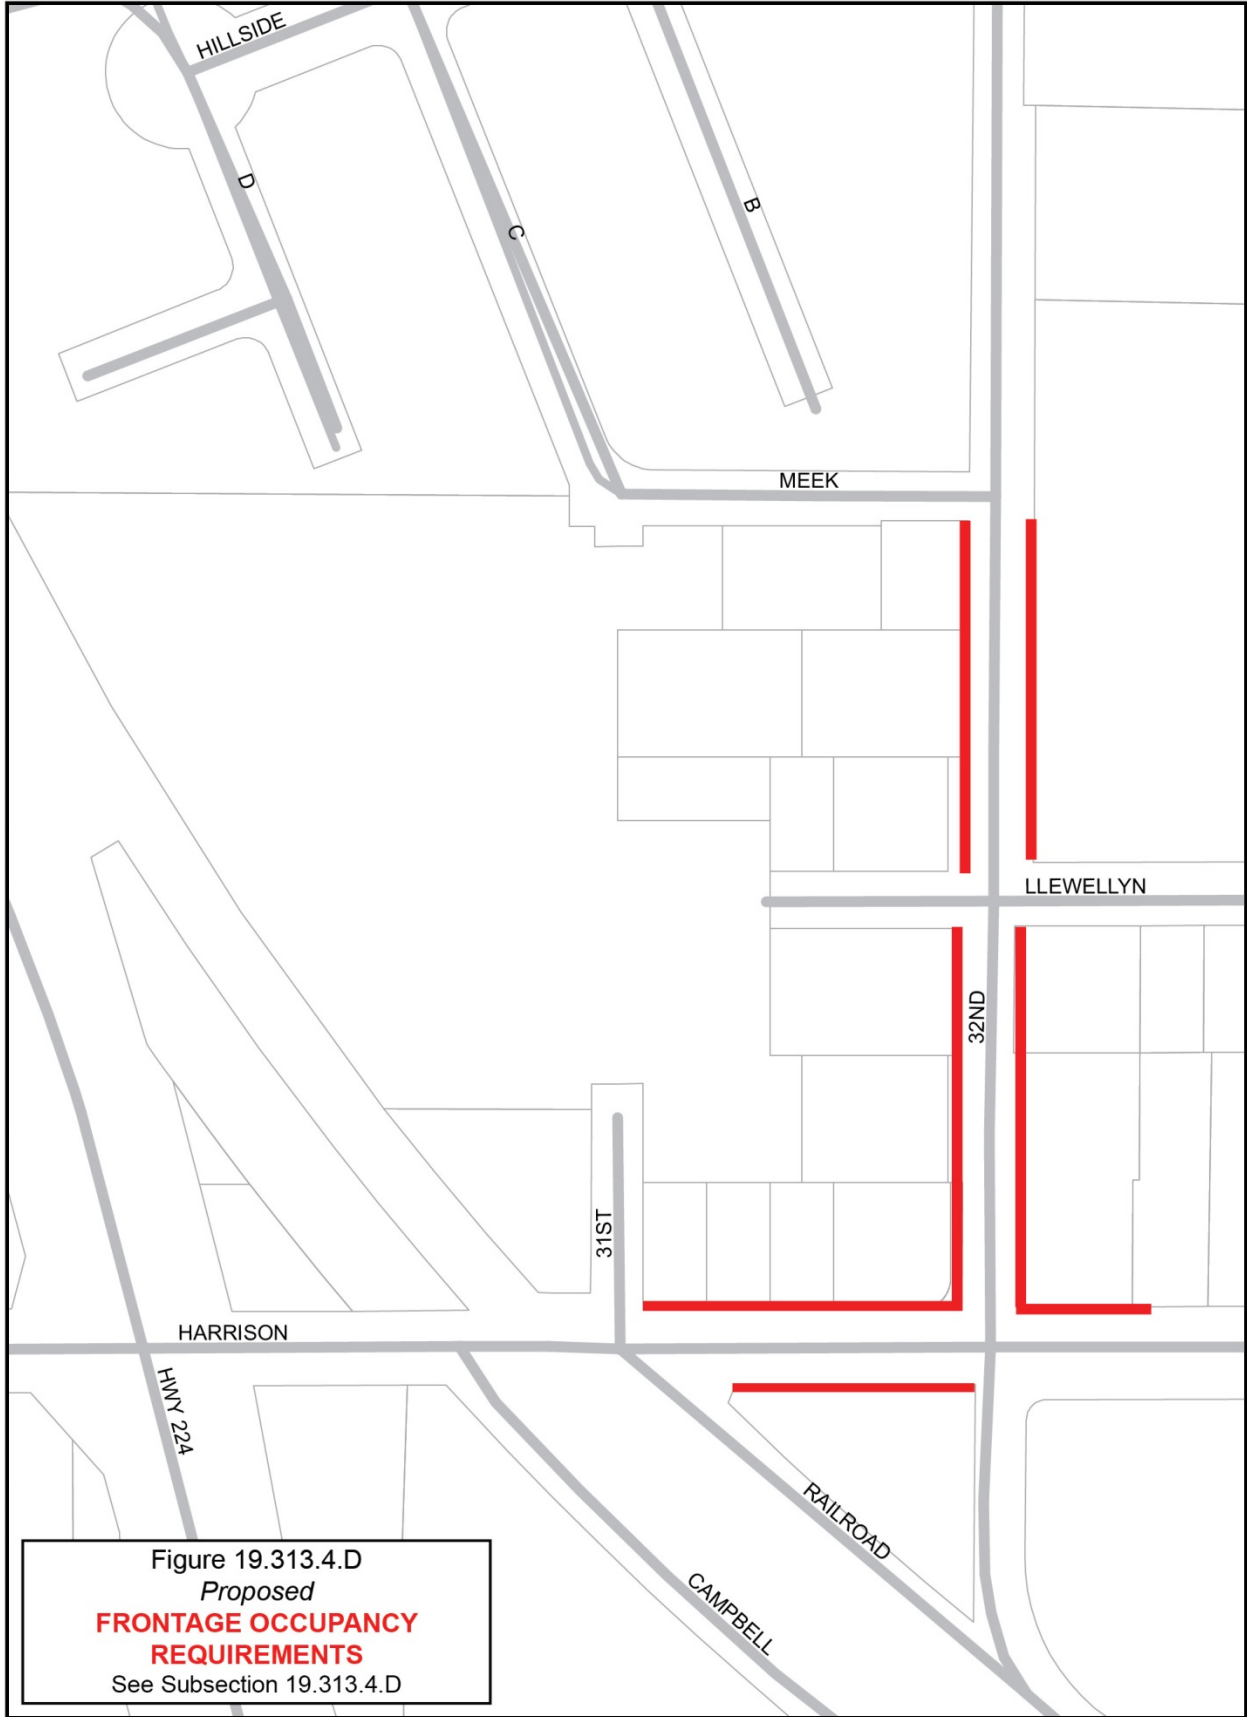 HILLSIDE
D
C
B
MEEK
LLEWELLYN
32ND
31ST
HARRISON
HWY 224
RAILROAD
CAMPBELL
Figure 19.313.4.D
Proposed
FRONTAGE OCCUPANCY
REQUIREMENTS
See Subsection 19.313.4.D